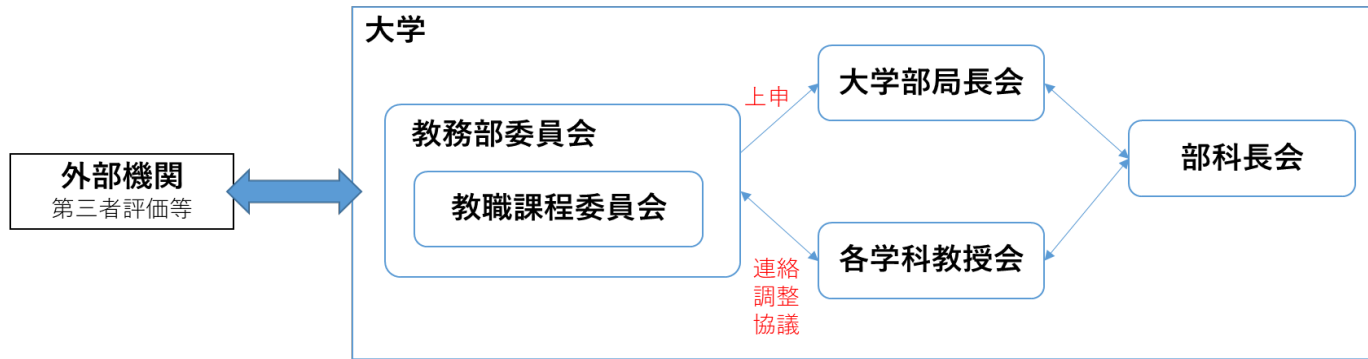 大学
外部機関
第三者評価等
教務部委員会
教職課程委員会
上申
連絡
調整
協議
大学部局長会
各学科教授会
部科長会